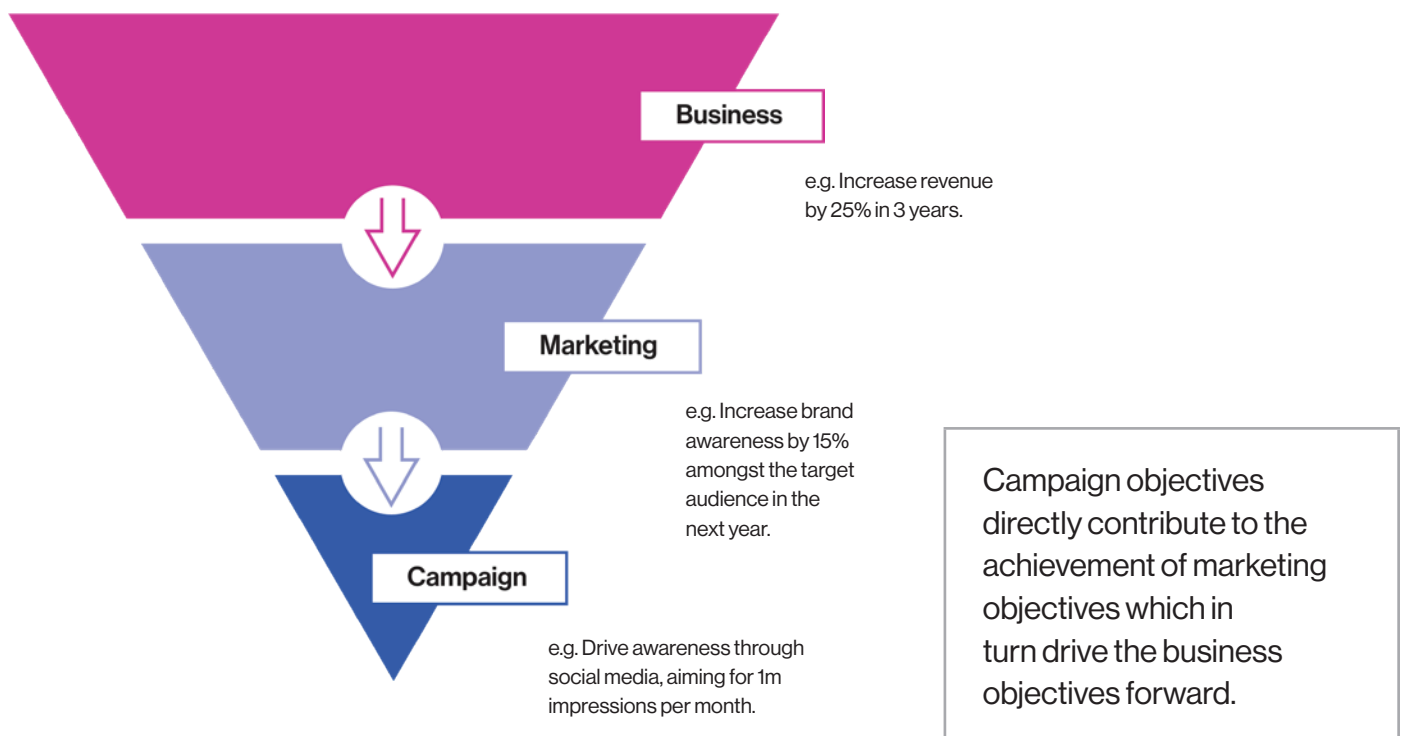 Business
e.g. Increase revenue
by 25% in 3 years.
Marketing
e.g. Increase brand
awareness by 15%
amongst the target
audience in the
next year.
Campaign
e.g. Drive awareness through
social media, aiming for 1m
impressions per month.
Campaign objectives
directly contribute to the
achievement of marketing
objectives which in
turn drive the business
objectives forward.